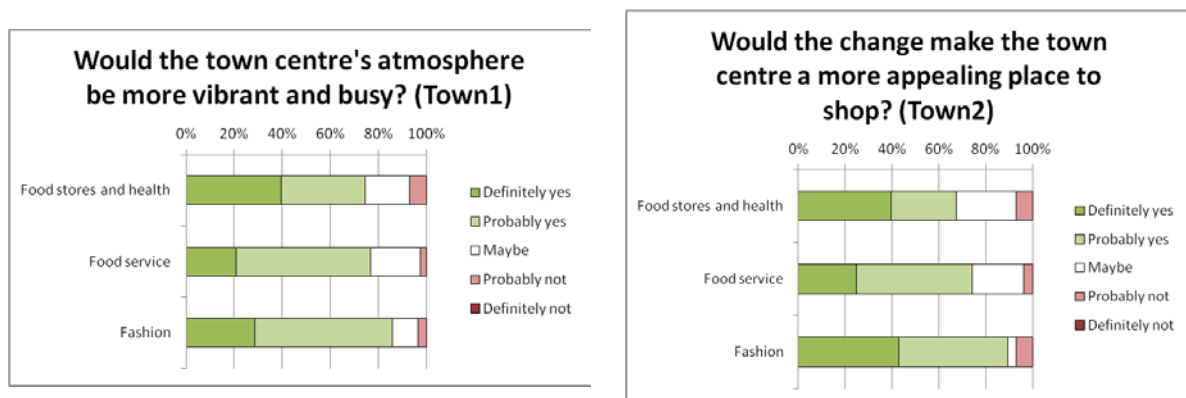 Would the town centre's atmosphere
be more vibrant and busy? (Town1)
0% 20% 40% 60% 80% 100%
Food stores and health
Food service
Fashion
Definitely yes
Probably yes
Maybe
Probably not
Definitely not
Would the change make the town
centre a more appealing place to
shop? (Town2)
0% 20% 40% 60% 80% 100%
Food stores and health
Food service
Fashion
Definitely yes
Probably yes
Maybe
Probably not
Definitely not